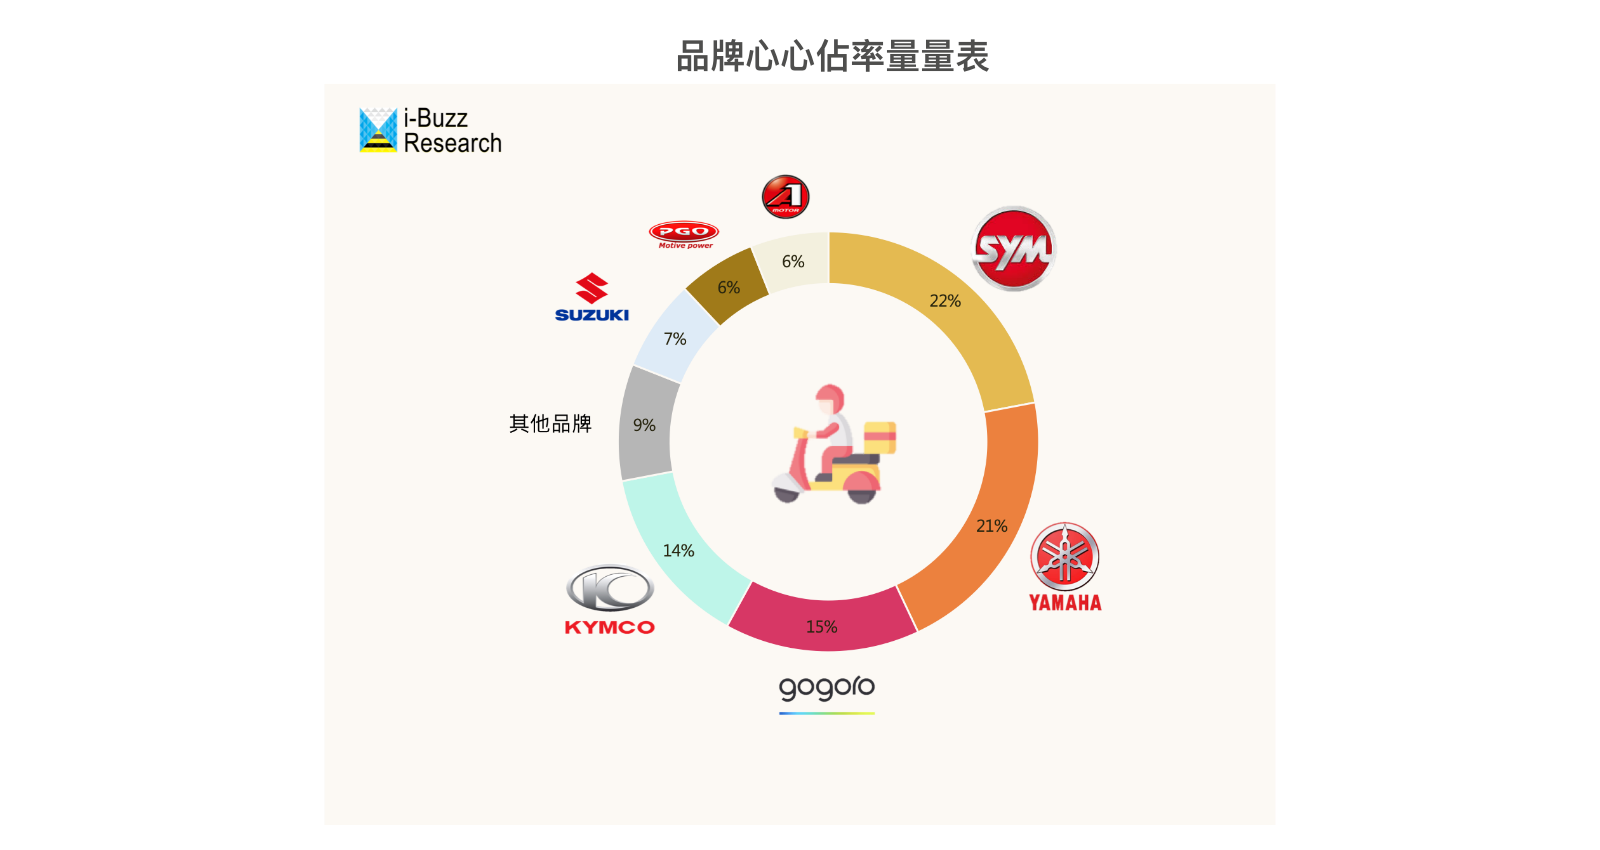 品牌心心佔率量量表
i-Buzz
Research
A
MOTOR
SYM
PGO
Motive power
6%
6%
22%
SUZUKI
7%
其他品牌
9%
21%
14%
YAMAHA
KYMCO
15%
gogoro